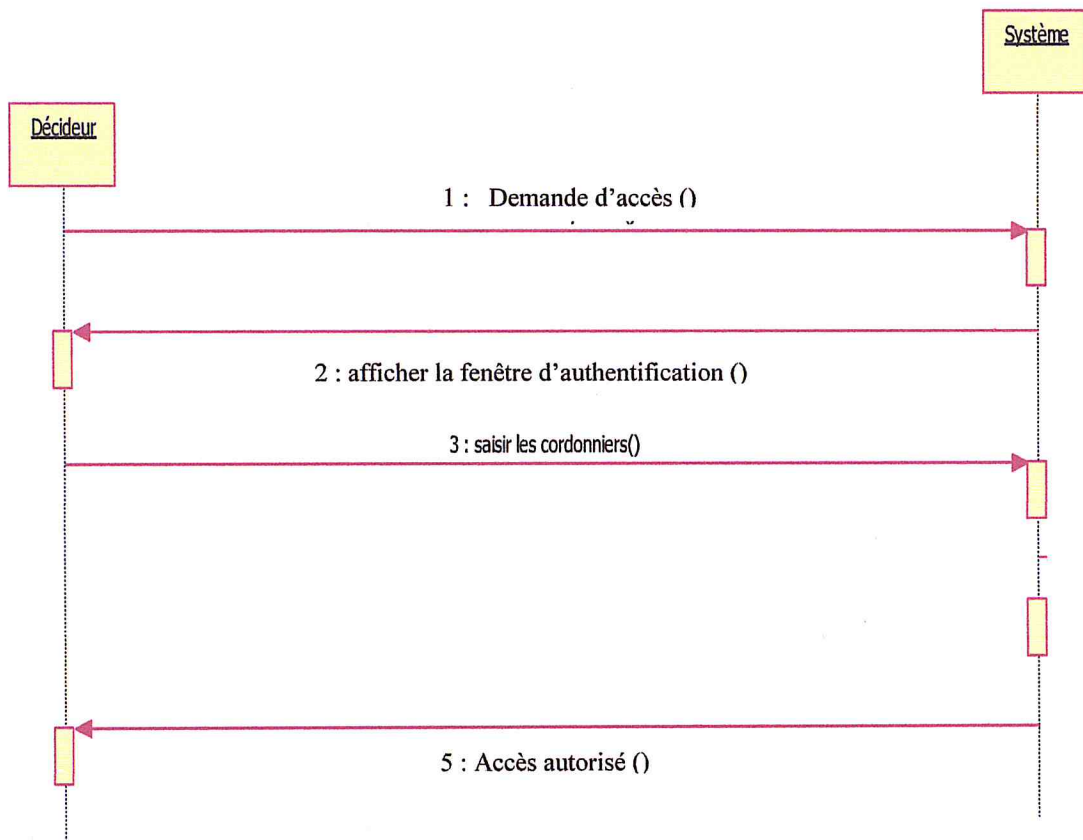 Système
Décideur
1 : Demande d'accès ()
2 : afficher la fenêtre d'authentification ()
3 : saisir les cordonniers()
5 : Accès autorisé ()